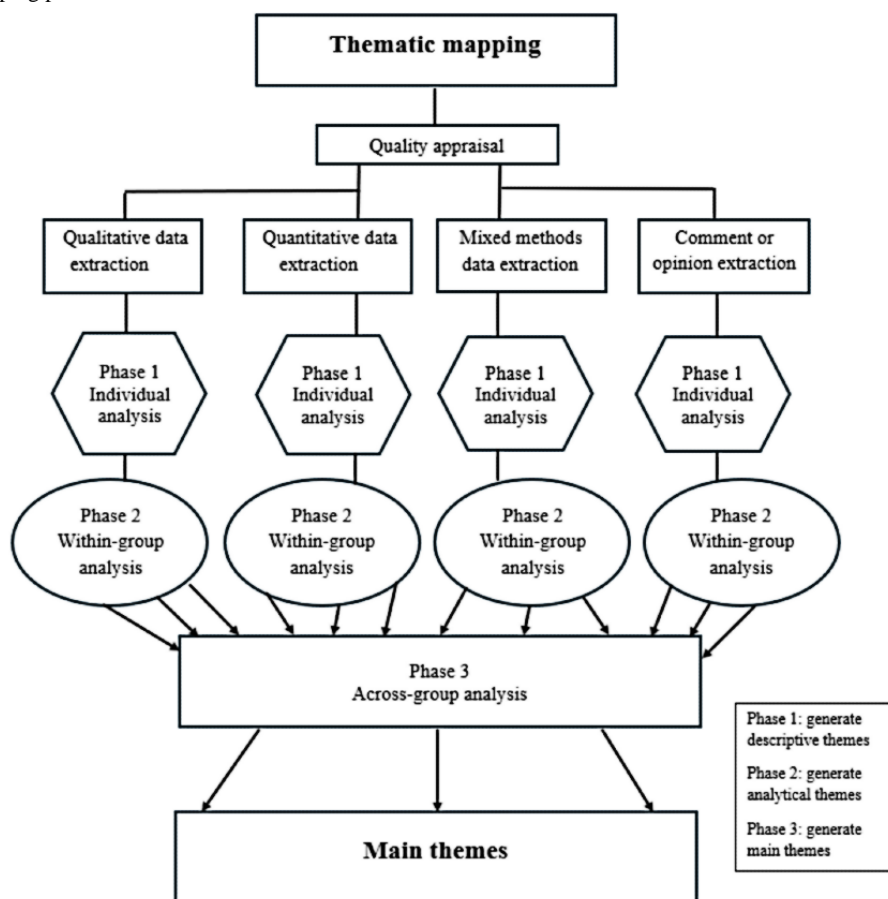 Thematic mapping
Quality appraisal
Qualitative data
extraction
Quantitative data
extraction
Mixed methods
data extraction
Comment or
opinion extraction
Phase 1
Individual
analysis
Phase 1
Individual
analysis
Phase 1
Individual
analysis
Phase 1
Individual
analysis
Phase 2
Within-group
analysis
Phase 2
Within-group
analysis
Phase 2
Within-group
analysis
Phase 2
Within-group
analysis
Phase 3
Across-group analysis
Phase 1: generate
descriptive themes
Phase 2: generate
analytical themes
Phase 3: generate
main themes
Main themes